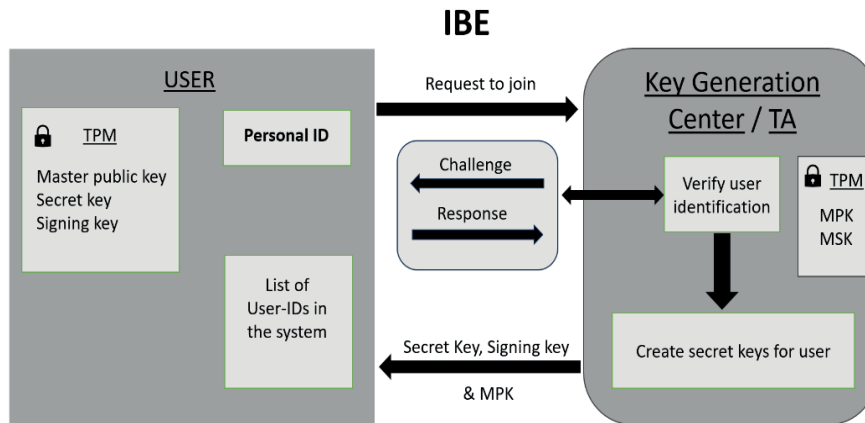 IBE
USER
TPM
Master public key
Secret key
Signing key
Personal ID
List of
User-IDs in
the system
Request to join
Challenge
Response
Secret Key, Signing key
& MPK
Key Generation
Center / TA
Verify user
identification
TPM
MPK
MSK
Create secret keys for user